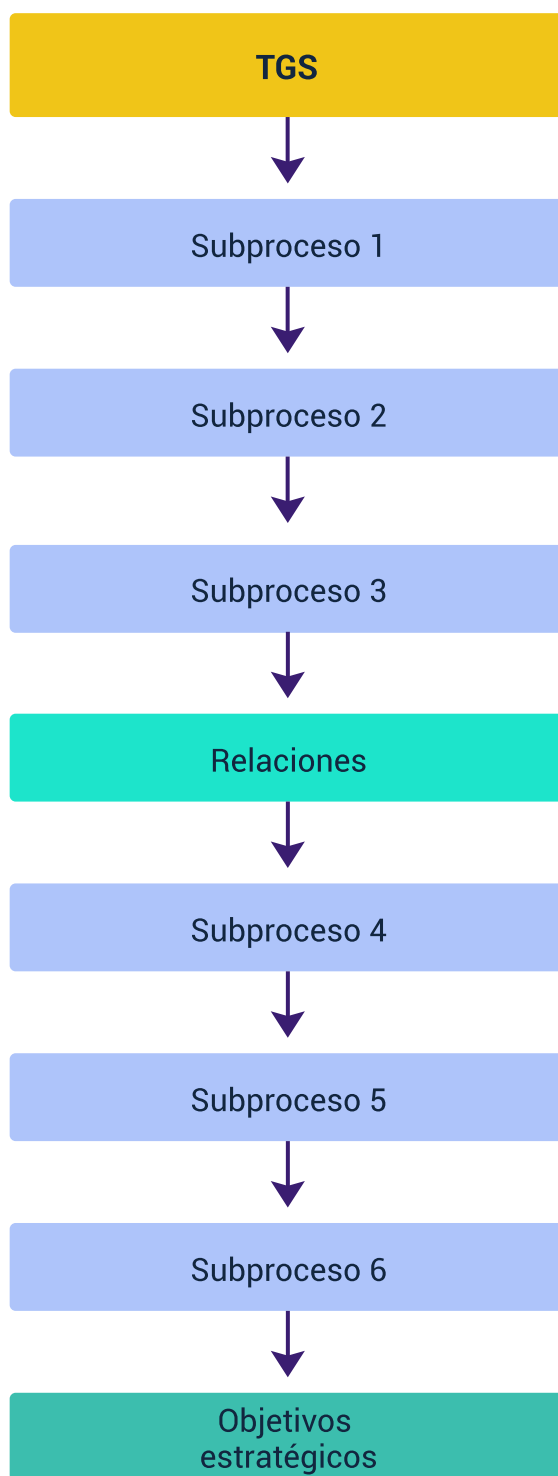 TGS
Subproceso 1
Subproceso 2
Subproceso 3
Relaciones
Subproceso 4
Subproceso 5
Subproceso 6
Objetivos
estratégicos